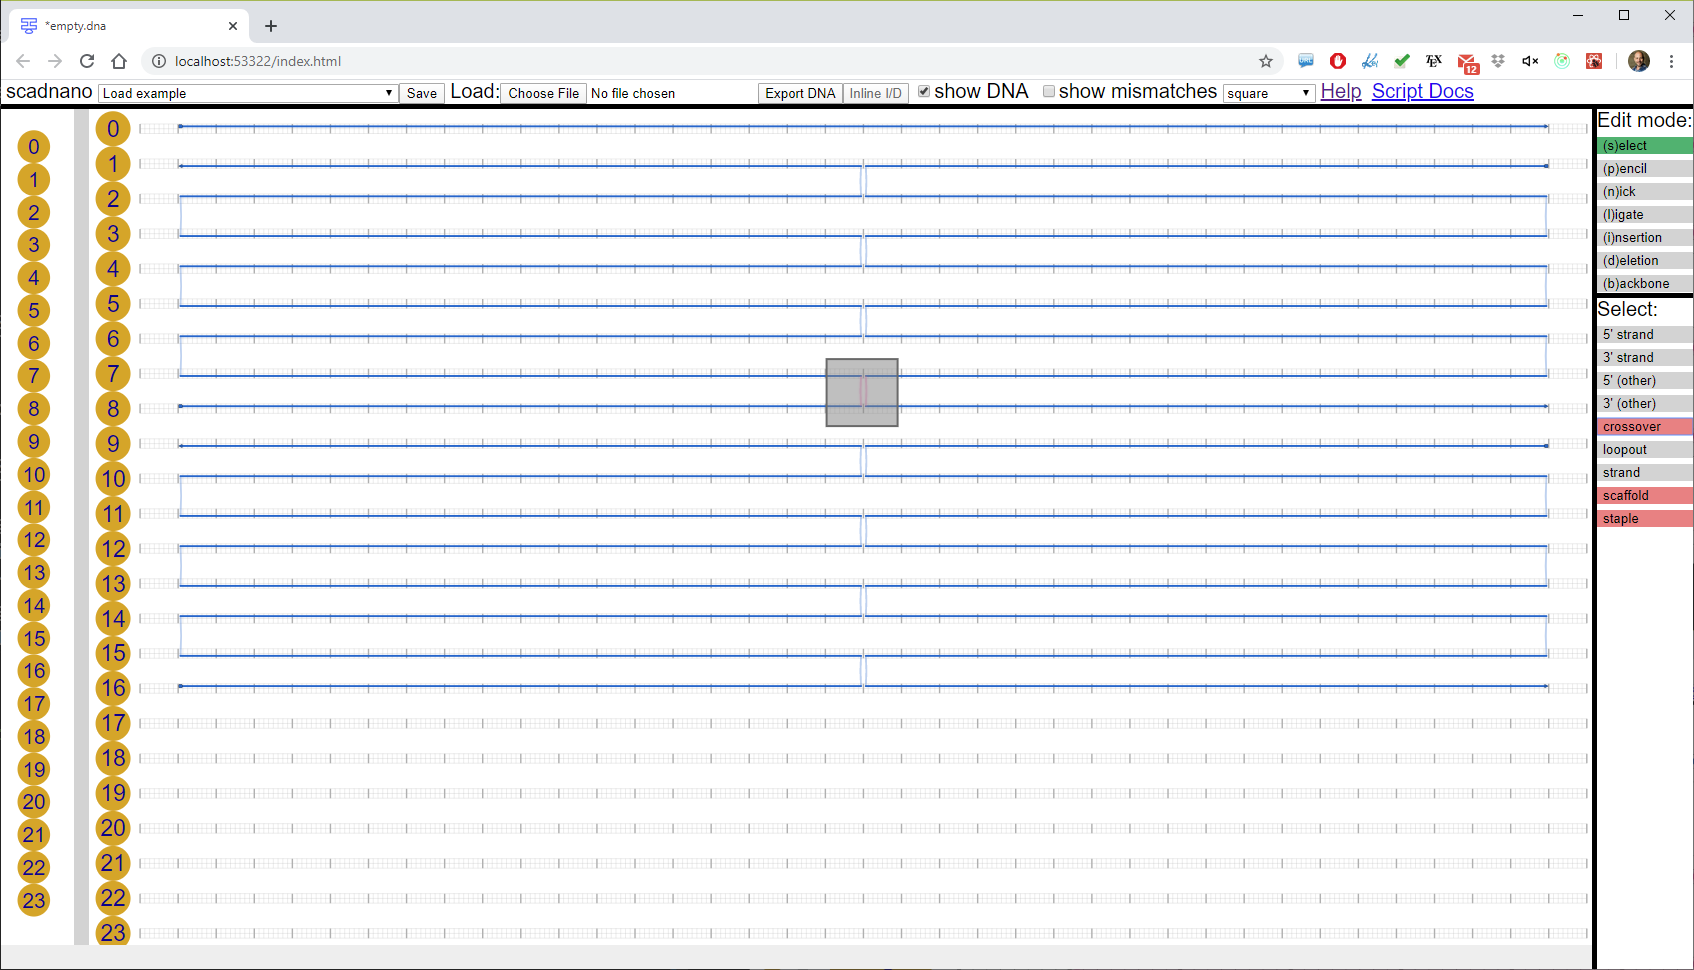 *empty.dna
localhost:53322/index.html
12
scadnano Load example Save Load: Choose File No file chosen Export DNA Inline I/D show DNA show mismatches square Help Script Docs
0
1
2
3
4
5
6
7
8
9
10
11
12
13
14
15
16
17
18
19
20
21
22
23
0
1
2
3
4
5
6
7
8
9
10
11
12
13
14
15
16
17
18
19
20
21
22
23
Edit mode:
(s)elect
(p)encil
(n)ick
(l)igate
(i)nsertion
(d)eletion
(b)ackbone
Select:
5' strand
3' strand
5' (other)
3' (other)
crossover
loopout
strand
scaffold
staple